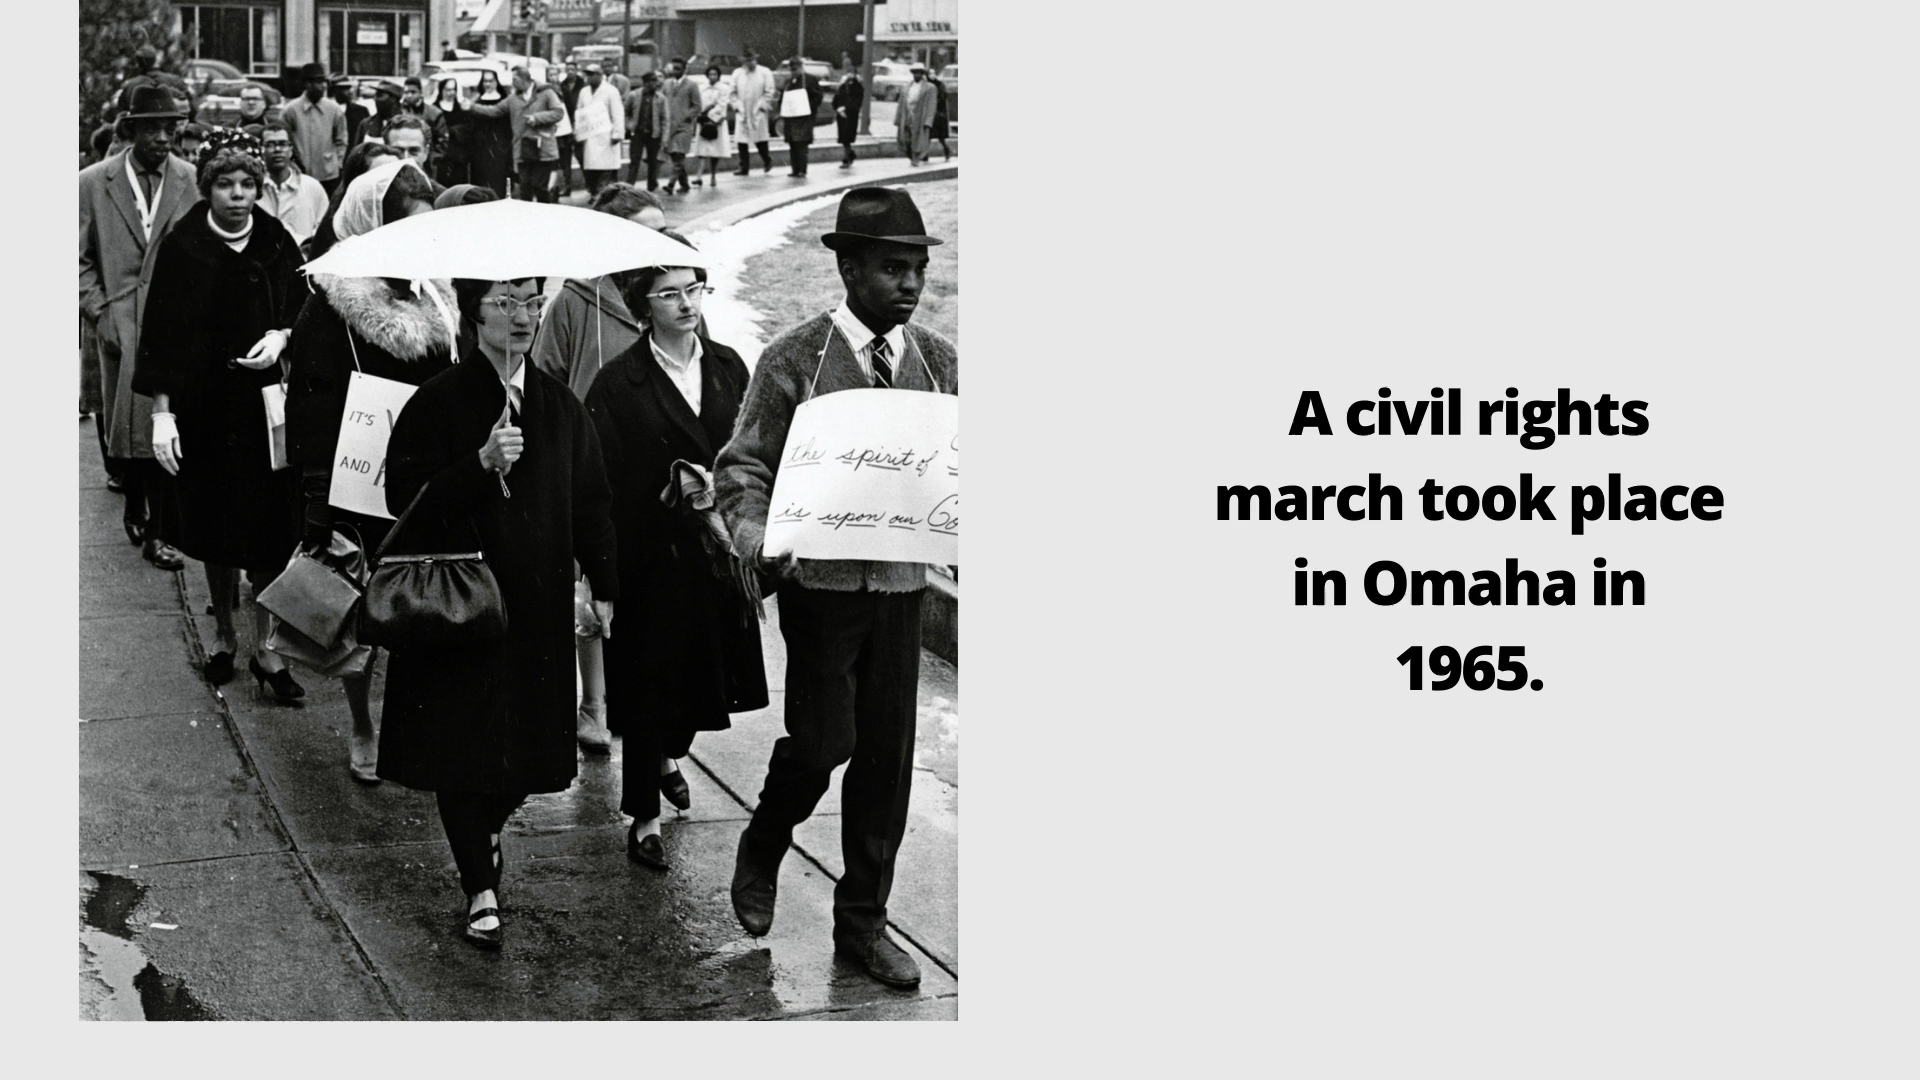 IT'S
AND
the spirit of
is upon our
A civil rights
march took place
in Omaha in
1965.